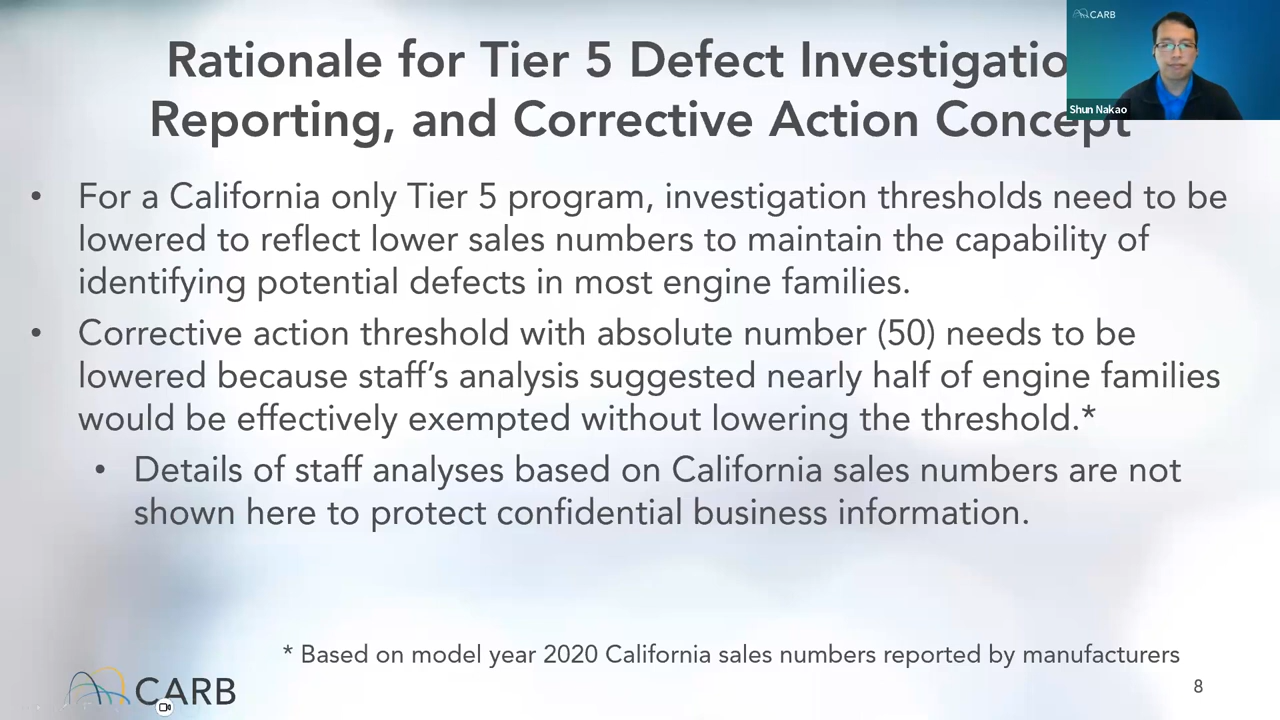 CARB
Rationale for Tier 5 Defect Investigatio
Shun Nakao
Reporting, and Corrective Action Concept
• For a California only Tier 5 program, investigation thresholds need to be
lowered to reflect lower sales numbers to maintain the capability of
identifying potential defects in most engine families.
• Corrective action threshold with absolute number (50) needs to be
lowered because staff's analysis suggested nearly half of engine families
would be effectively exempted without lowering the threshold.*
• Details of staff analyses based on California sales numbers are not
shown here to protect confidential business information.
* Based on model year 2020 California sales numbers reported by manufacturers
CARB
8